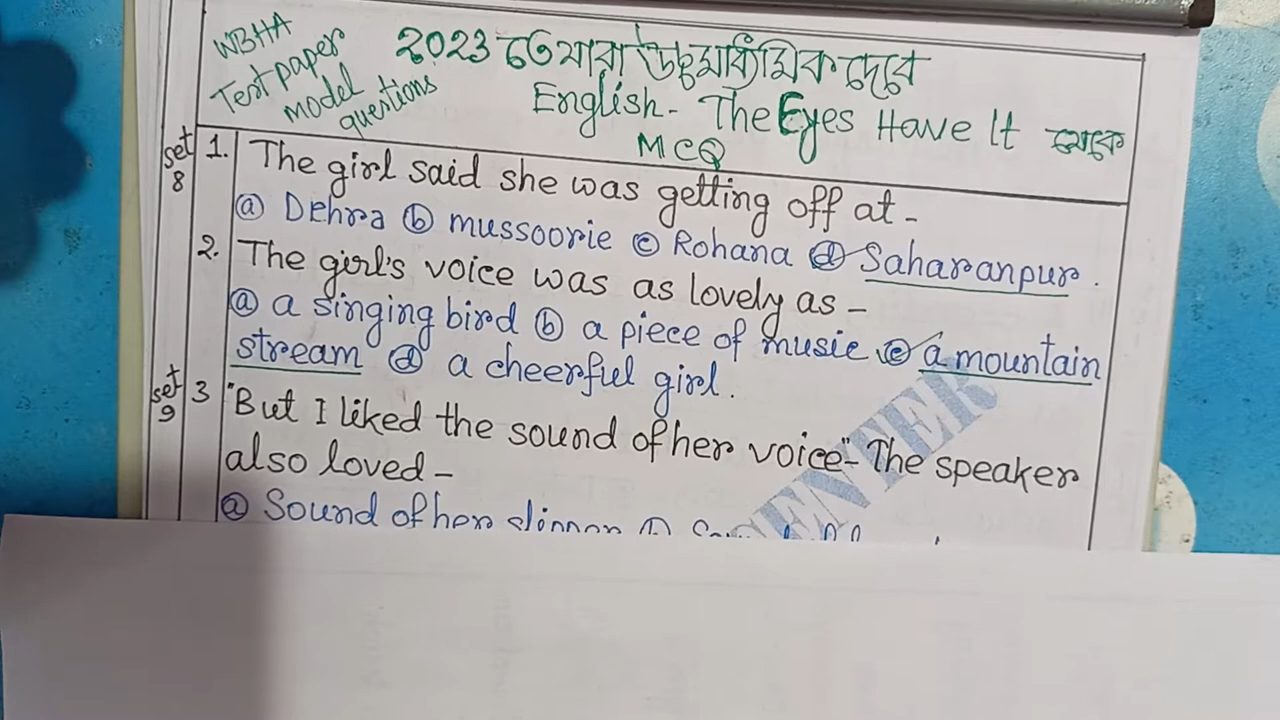 WBHA
Test paper
model
questions
2023 তে যারা উচ্চমাধ্যমিক দেবে
English - The Eyes Have It থেকে
MCQ
set
8
1. The girl said she was getting off at -
ⓐ Dehra ⓑ mussoorie ⓒ Rohana ⓓ Saharanpur.
2. The girl's voice was as lovely as -
ⓐ a singing bird ⓑ a piece of music ⓒ a mountain
stream ⓓ a cheerful girl.
set
9
3 "But I liked the sound of her voice" - The speaker
also loved -
ⓐ Sound of her
CENTER